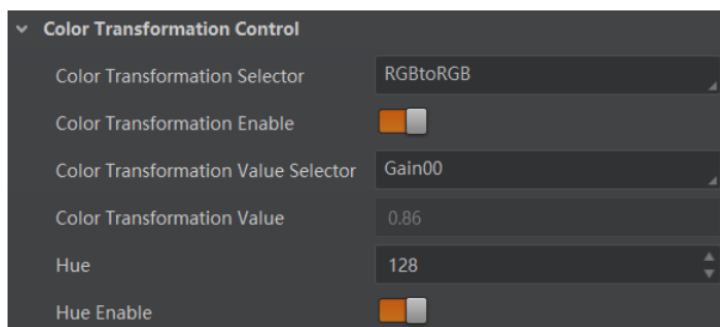 Color Transformation Control
Color Transformation Selector RGBtoRGB
Color Transformation Enable
Color Transformation Value Selector Gain00
Color Transformation Value 0.86
Hue 128
Hue Enable